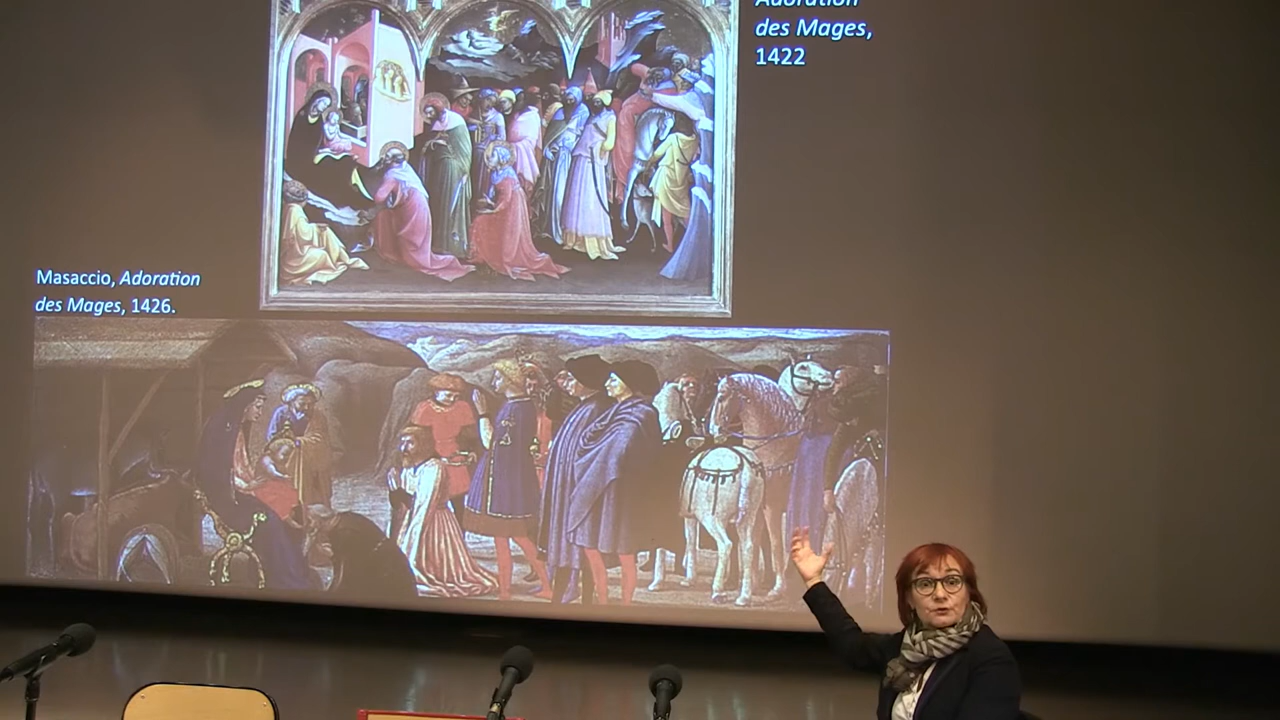 Adoration
des Mages,
1422
Masaccio, Adoration
des Mages, 1426.